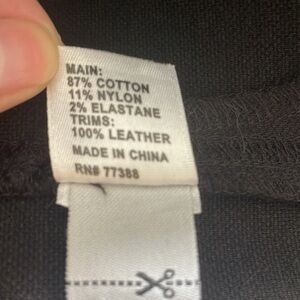 MAIN:
87% COTTON
11% NYLON
2% ELASTANE
TRIMS:
100% LEATHER
MADE IN CHINA
RN# 77388